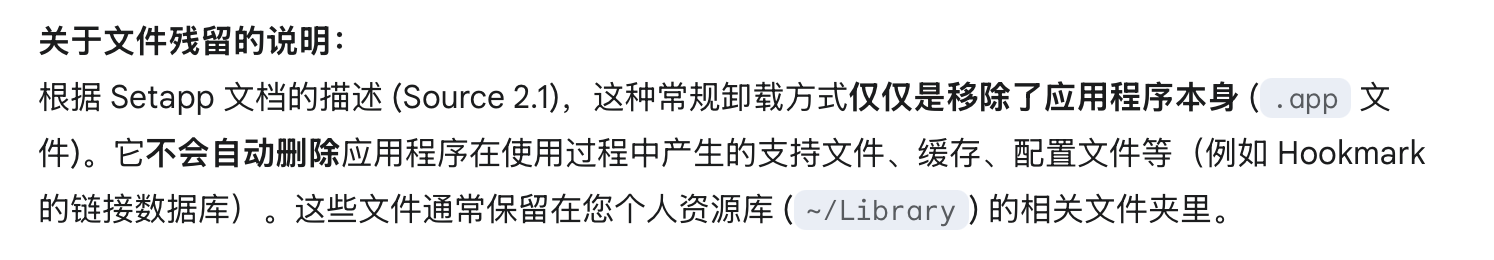 关于文件残留的说明：
根据 Setapp 文档的描述 (Source 2.1)，这种常规卸载方式仅仅是移除了应用程序本身 ( .app 文
件)。它不会自动删除应用程序在使用过程中产生的支持文件、缓存、配置文件等（例如 Hookmark
的链接数据库）。这些文件通常保留在您个人资源库 ( ~/Library ) 的相关文件夹里。